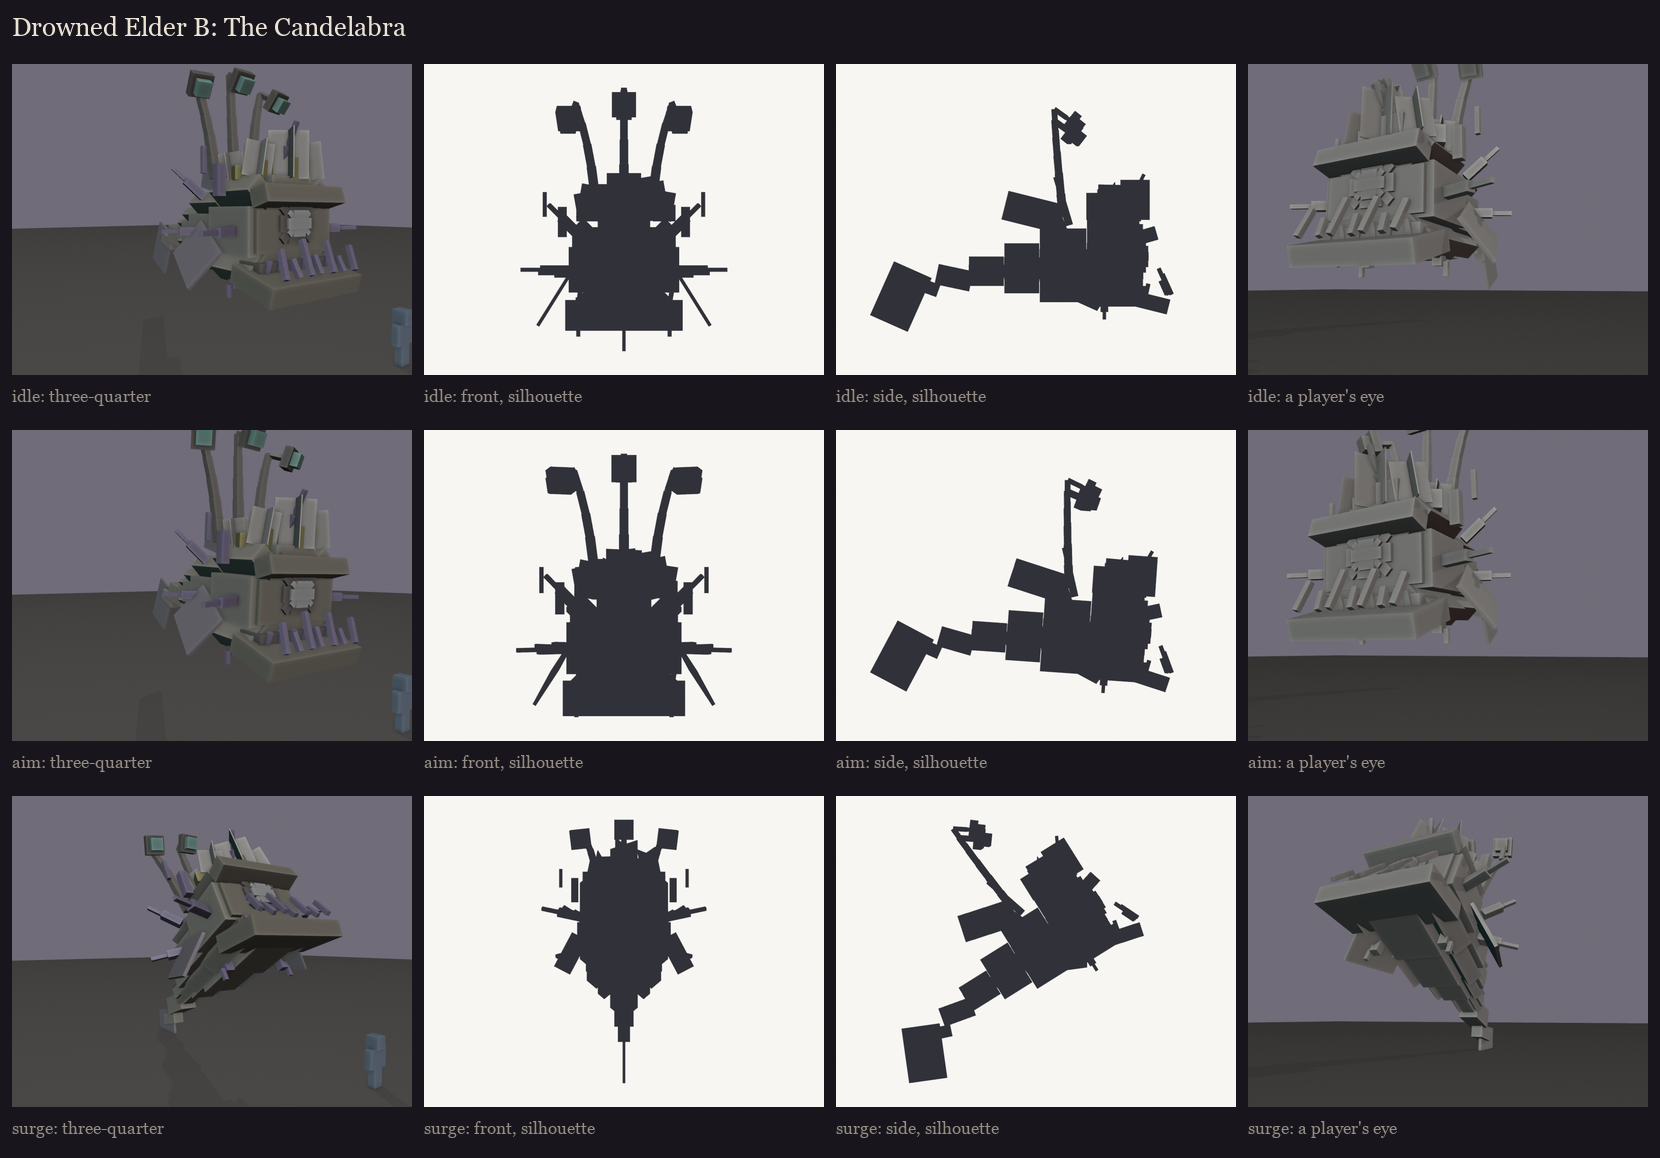 Drowned Elder B: The Candelabra
idle: three-quarter
idle: front, silhouette
idle: side, silhouette
idle: a player's eye
aim: three-quarter
aim: front, silhouette
aim: side, silhouette
aim: a player's eye
surge: three-quarter
surge: front, silhouette
surge: side, silhouette
surge: a player's eye